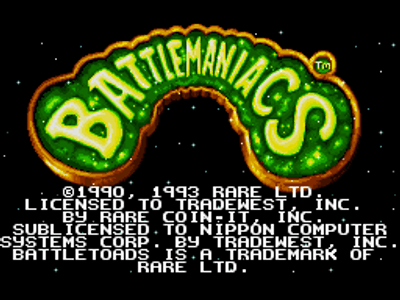 BATTLEMANIACS TM
©1990, 1993 RARE LTD.
LICENSED TO TRADEWEST, INC.
BY RARE COIN-IT, INC.
SUBLICENSED TO NIPPON COMPUTER
SYSTEMS CORP. BY TRADEWEST, INC.
BATTLETOADS IS A TRADEMARK OF
RARE LTD.